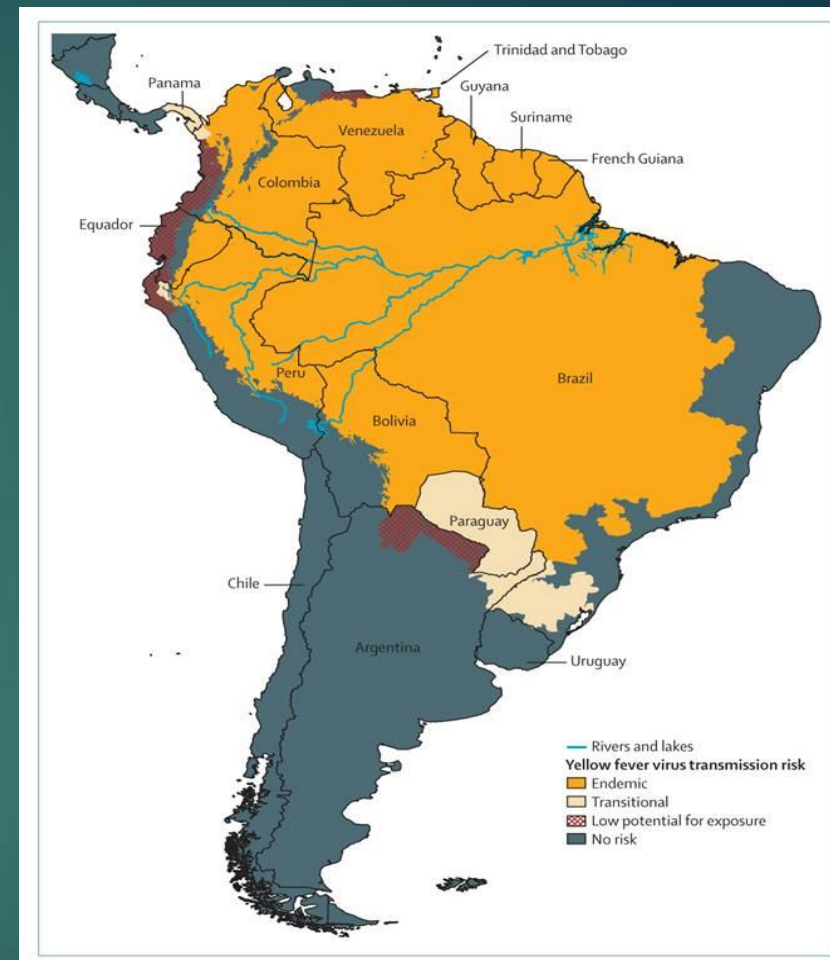 Trinidad and Tobago
Panama
Guyana
Suriname
Venezuela
French Guiana
Colombia
Equador
Peru
Brazil
Bolivia
Paraguay
Chile
Argentina
Uruguay
Rivers and lakes
Yellow fever virus transmission risk
Endemic
Transitional
Low potential for exposure
No risk